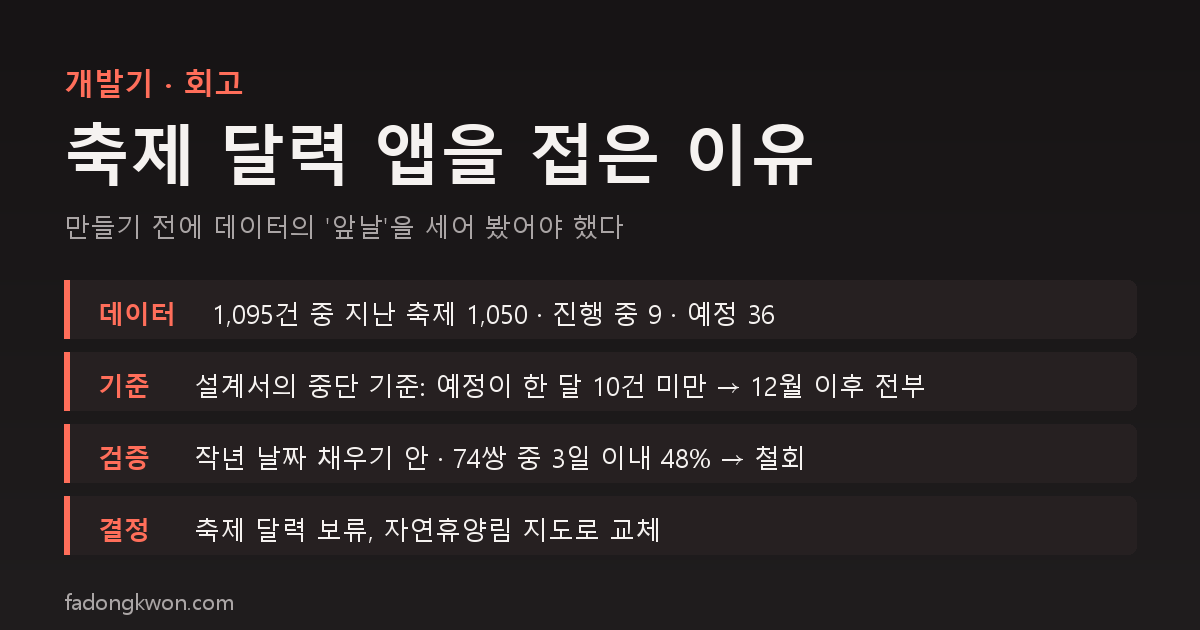 개발기 · 회고
축제 달력 앱을 접은 이유
만들기 전에 데이터의 '앞날'을 세어 봤어야 했다
데이터 1,095건 중 지난 축제 1,050 · 진행 중 9 · 예정 36
기준 설계서의 중단 기준: 예정이 한 달 10건 미만 → 12월 이후 전부
검증 작년 날짜 채우기 안 · 74쌍 중 3일 이내 48% → 철회
결정 축제 달력 보류, 자연휴양림 지도로 교체
fadongkwon.com